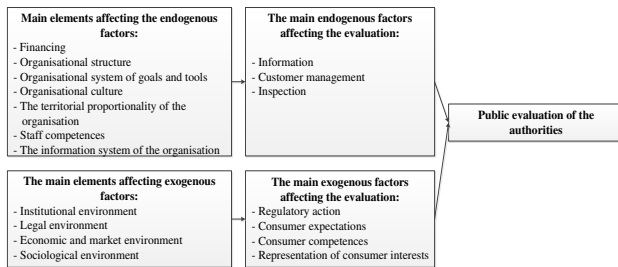 Main elements affecting the endogenous
factors:
- Financing
- Organisational structure
- Organisational system of goals and tools
- Organisational culture
- The territorial proportionality of the
organisation
- Staff competences
- The information system of the organisation
The main endogenous factors
affecting the evaluation:
- Information
- Customer management
- Inspection
Public evaluation of the
authorities
The main elements affecting exogenous
factors:
- Institutional environment
- Legal environment
- Economic and market environment
- Sociological environment
The main exogenous factors
affecting the evaluation:
- Regulatory action
- Consumer expectations
- Consumer competences
- Representation of consumer interests